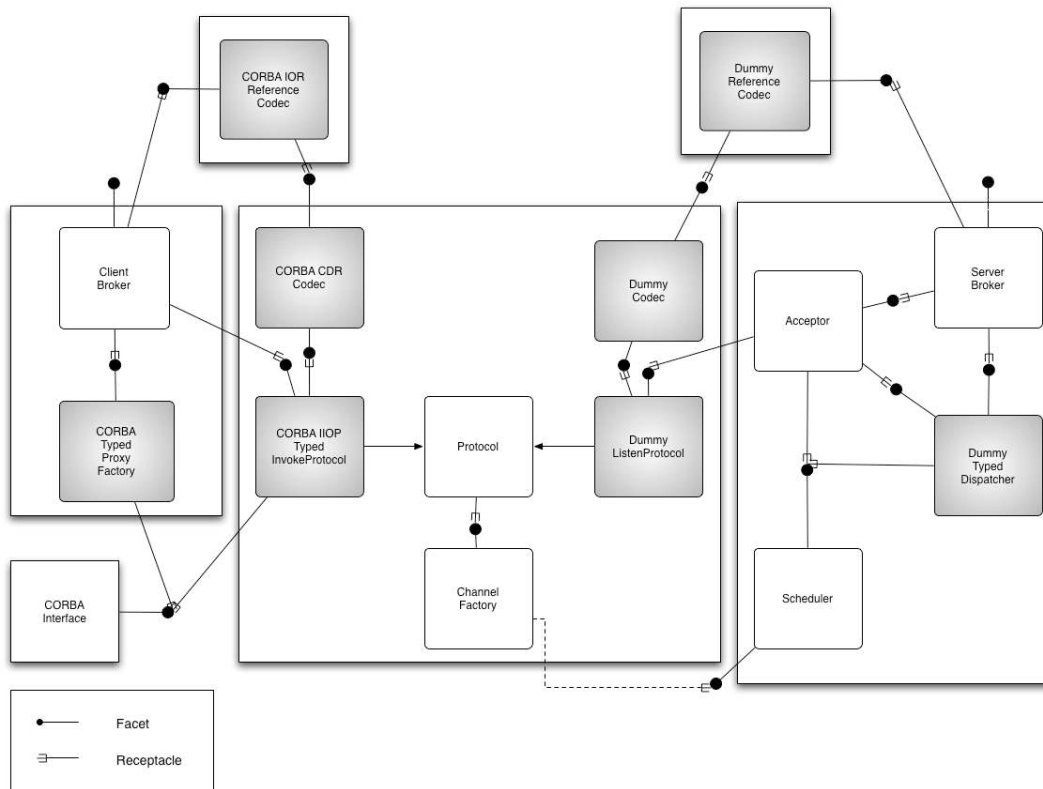 CORBA IOR
Reference
Codec
Dummy
Reference
Codec
Client
Broker
CORBA CDR
Codec
Dummy
Codec
Acceptor
Server
Broker
CORBA
Typed
Proxy
Factory
CORBA IIOP
Typed
InvokeProtocol
Protocol
Dummy
ListenProtocol
Dummy
Typed
Dispatcher
CORBA
Interface
Channel
Factory
Scheduler
Facet
Receptacle